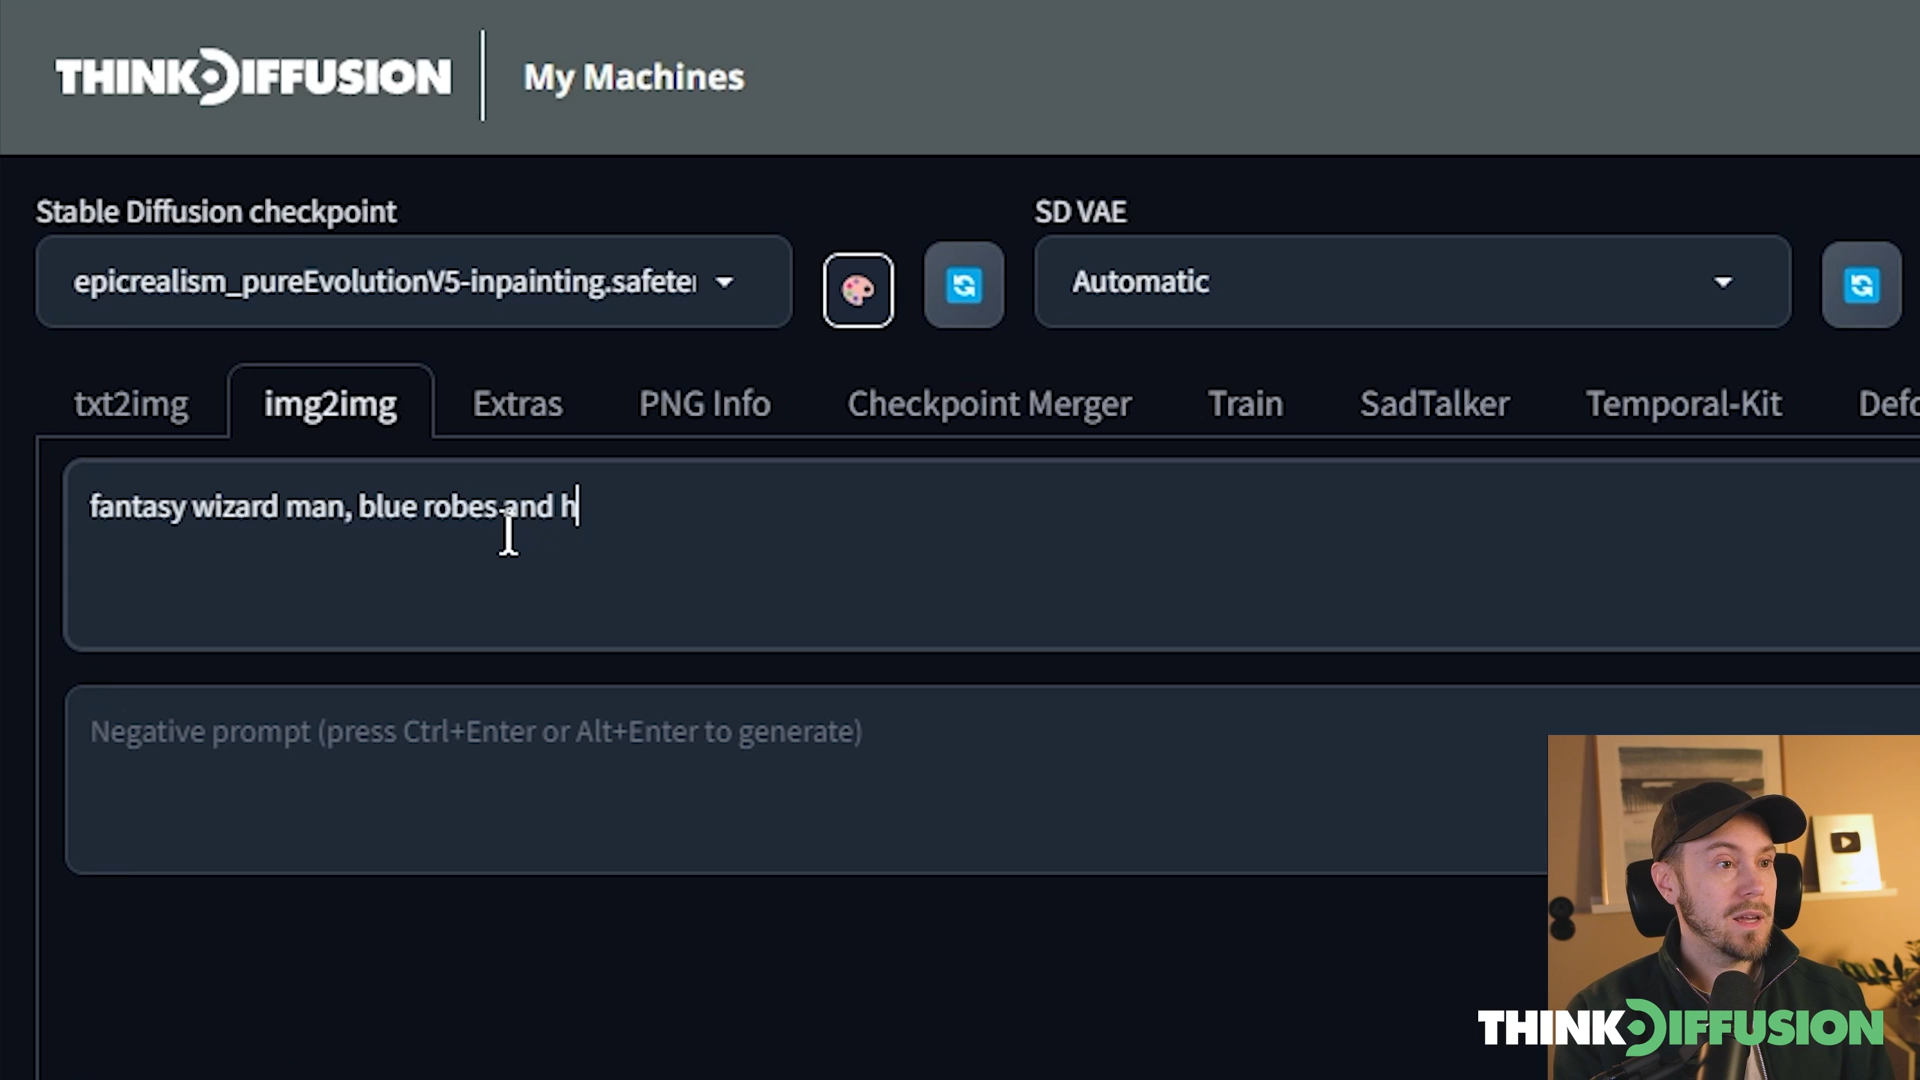 THINKDIFFUSION
My Machines
Stable Diffusion checkpoint
SD VAE
epicrealism_pureEvolutionV5-inpainting.safeter
Automatic
txt2img
img2img
Extras
PNG Info
Checkpoint Merger
Train
SadTalker
Temporal-Kit
Defo
fantasy wizard man, blue robes and h
Negative prompt (press Ctrl+Enter or Alt+Enter to generate)
THINKDIFFUSION